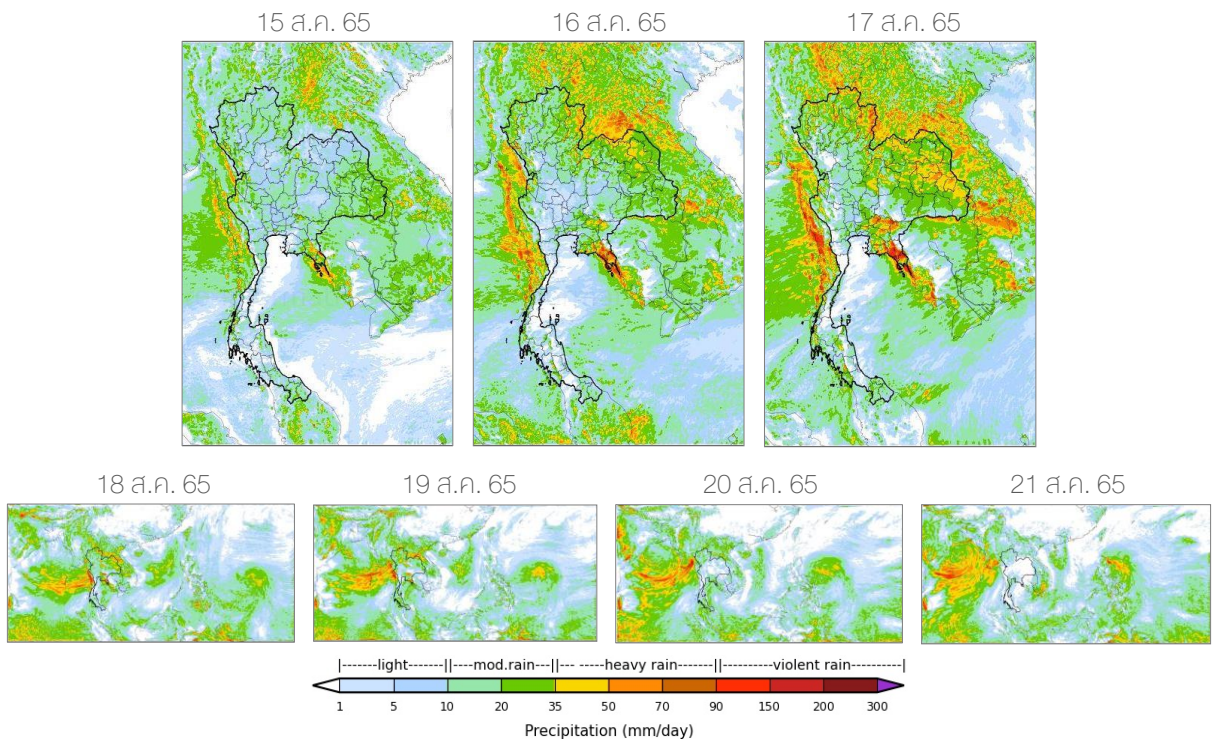 15 ส.ค. 65
16 ส.ค. 65
17 ส.ค. 65
18 ส.ค. 65
19 ส.ค. 65
20 ส.ค. 65
21 ส.ค. 65
|-------light-------||----mod.rain---||--- -----heavy rain-------||----------violent rain----------|
1 5 10 20 35 50 70 90 150 200 300
Precipitation (mm/day)